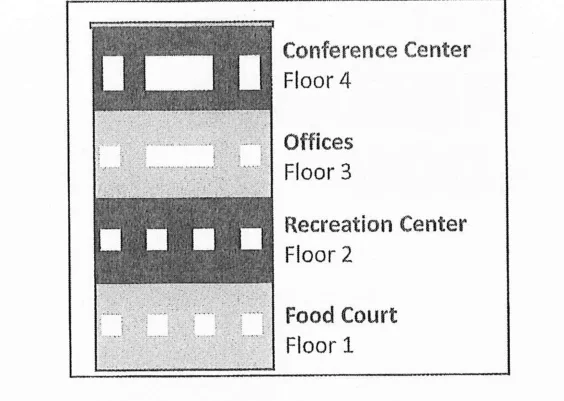 Conference Center
Floor 4
Offices
Floor 3
Recreation Center
Floor 2
Food Court
Floor 1